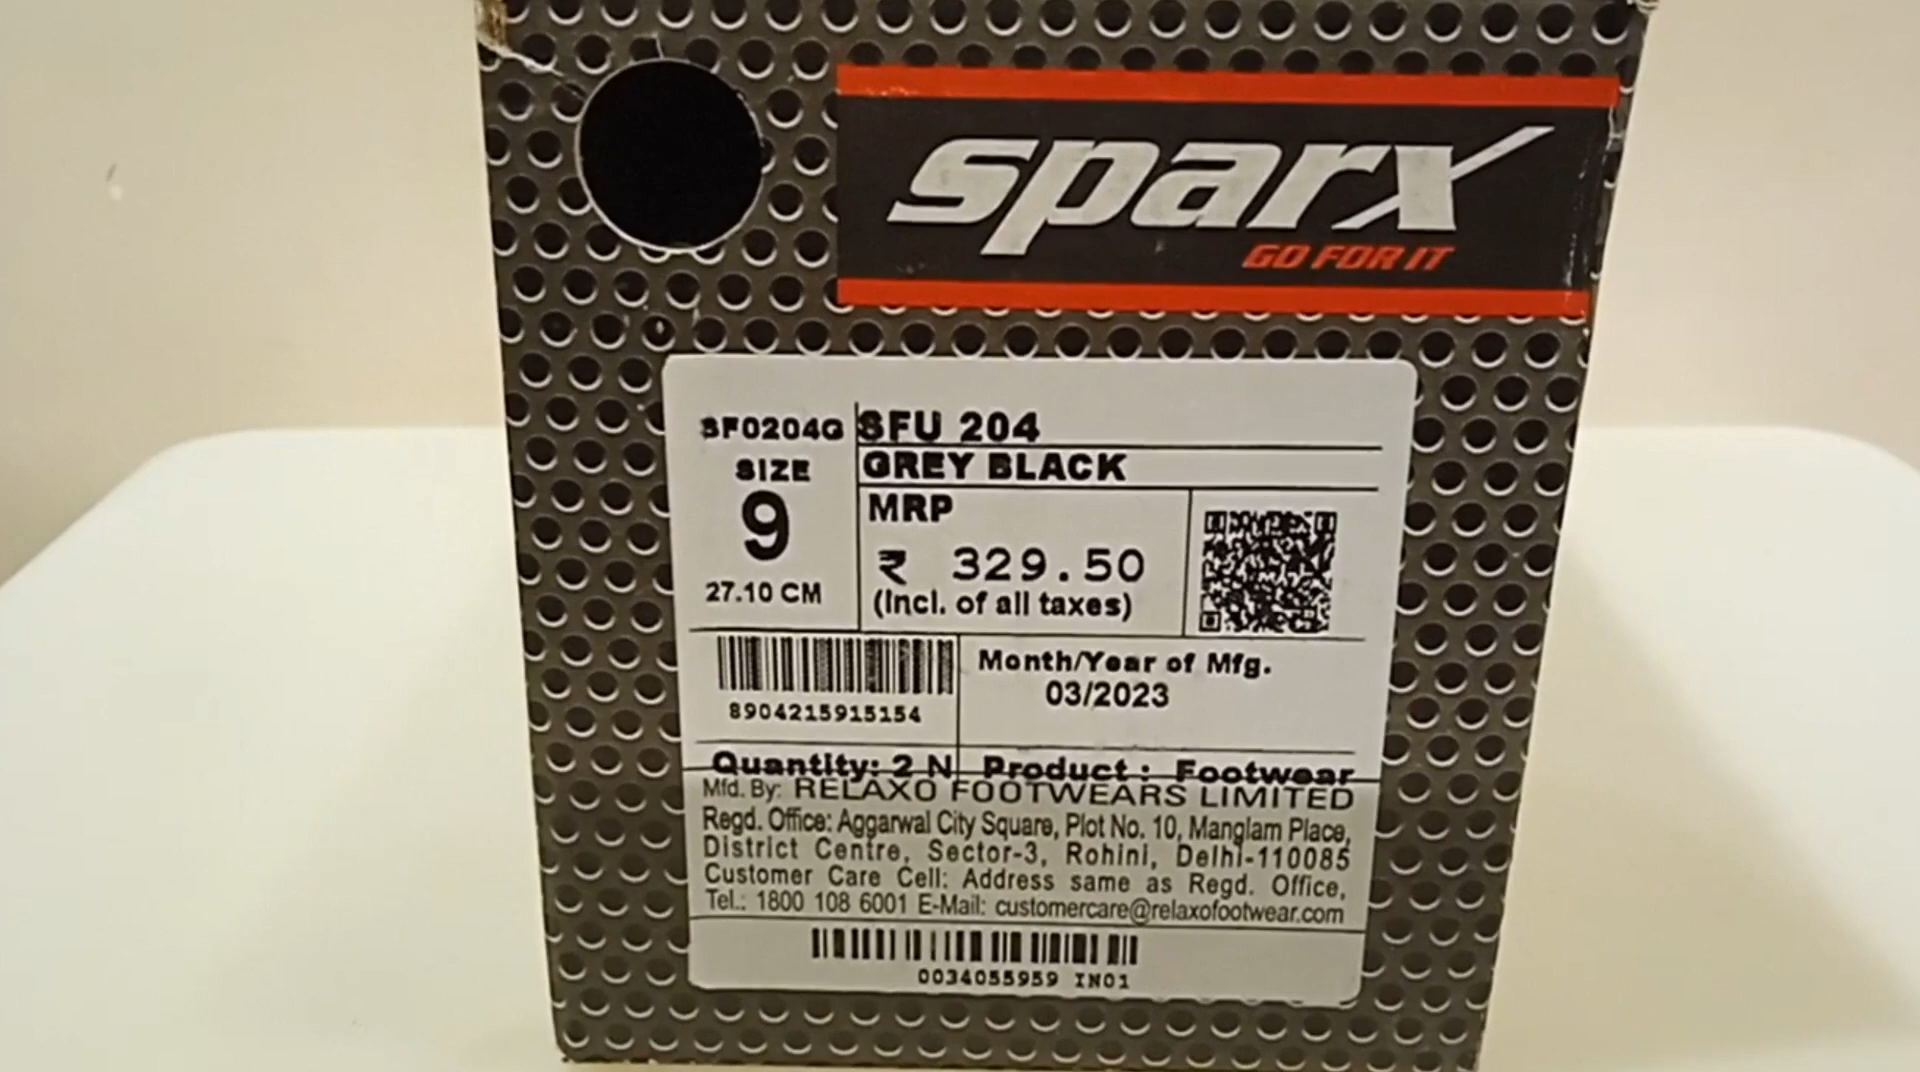 sparx
GO FOR IT
SF0204G SFU 204
SIZE GREY BLACK
9 MRP
₹ 329.50
27.10 CM (Incl. of all taxes)
Month/Year of Mfg.
03/2023
8904215915154
Quantity: 2 N Product : Footwear
Mfd. By: RELAXO FOOTWEARS LIMITED
Regd. Office: Aggarwal City Square, Plot No. 10, Manglam Place,
District Centre, Sector-3, Rohini, Delhi-110085
Customer Care Cell: Address same as Regd. Office,
Tel.: 1800 108 6001 E-Mail: customercare@relaxofootwear.com
0034055959 IN01